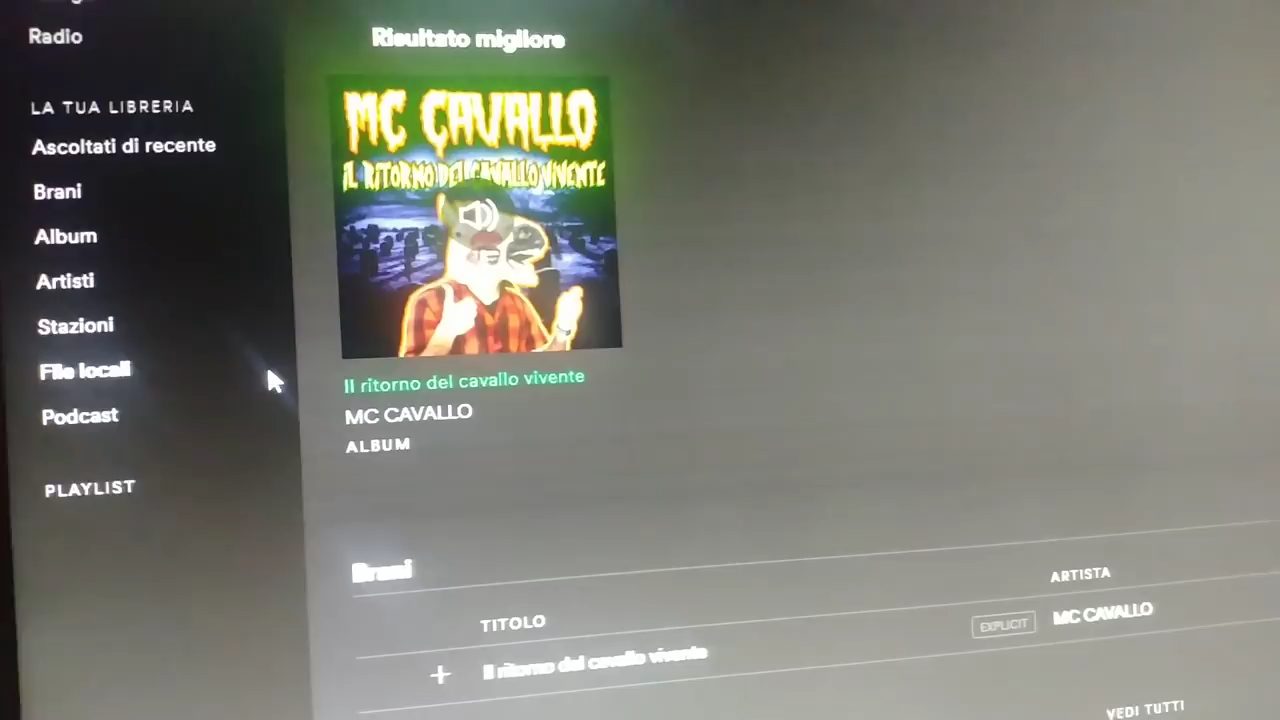 Radio
LA TUA LIBRERIA
Ascoltati di recente
Brani
Album
Artisti
Stazioni
File locali
Podcast
PLAYLIST
Risultato migliore
MC CAVALLO
IL RITORNO DEL CAVALLO VIVENTE
Il ritorno del cavallo vivente
MC CAVALLO
ALBUM
Brani
TITOLO ARTISTA
Il ritorno del cavallo vivente EXPLICIT MC CAVALLO
VEDI TUTTI